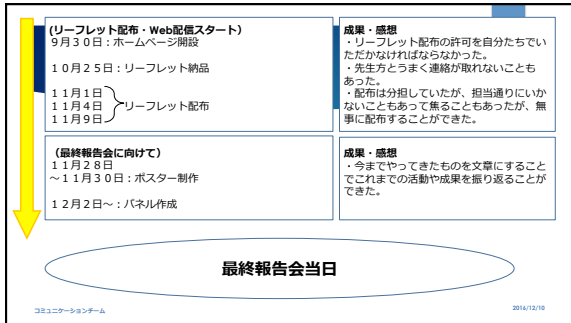 (リーフレット配布・Web配信スタート)
９月３０日：ホームページ開設
１０月２５日：リーフレット納品
１１月１日
１１月４日
リーフレット配布
１１月９日
成果・感想
・リーフレット配布の許可を自分たちでい
ただかなければならなかった。
・先生方とうまく連絡が取れないことも
あった。
・配布は分担していたが、担当通りにいか
ないこともあって焦ることもあったが、無
事に配布することができた。
（最終報告会に向けて）
１１月２８日
～１１月３０日：ポスター制作
１２月２日～：パネル作成
成果・感想
・今までやってきたものを文章にすること
でこれまでの活動や成果を振り返ることが
できた。
最終報告会当日
コミュニケーションチーム
2016/12/10